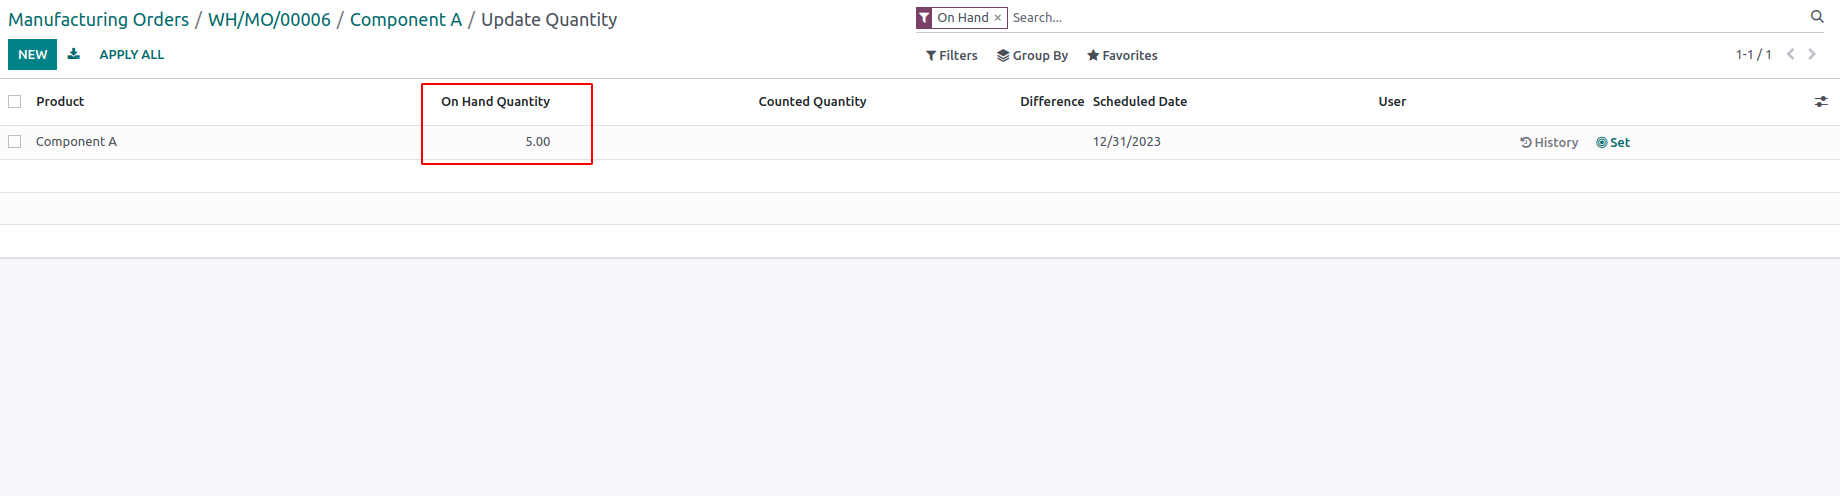 Manufacturing Orders / WH/MO/00006 / Component A / Update Quantity
On Hand × Search...
NEW APPLY ALL
Filters Group By Favorites 1-1 / 1
Product On Hand Quantity Counted Quantity Difference Scheduled Date User
Component A 5.00 12/31/2023 History Set